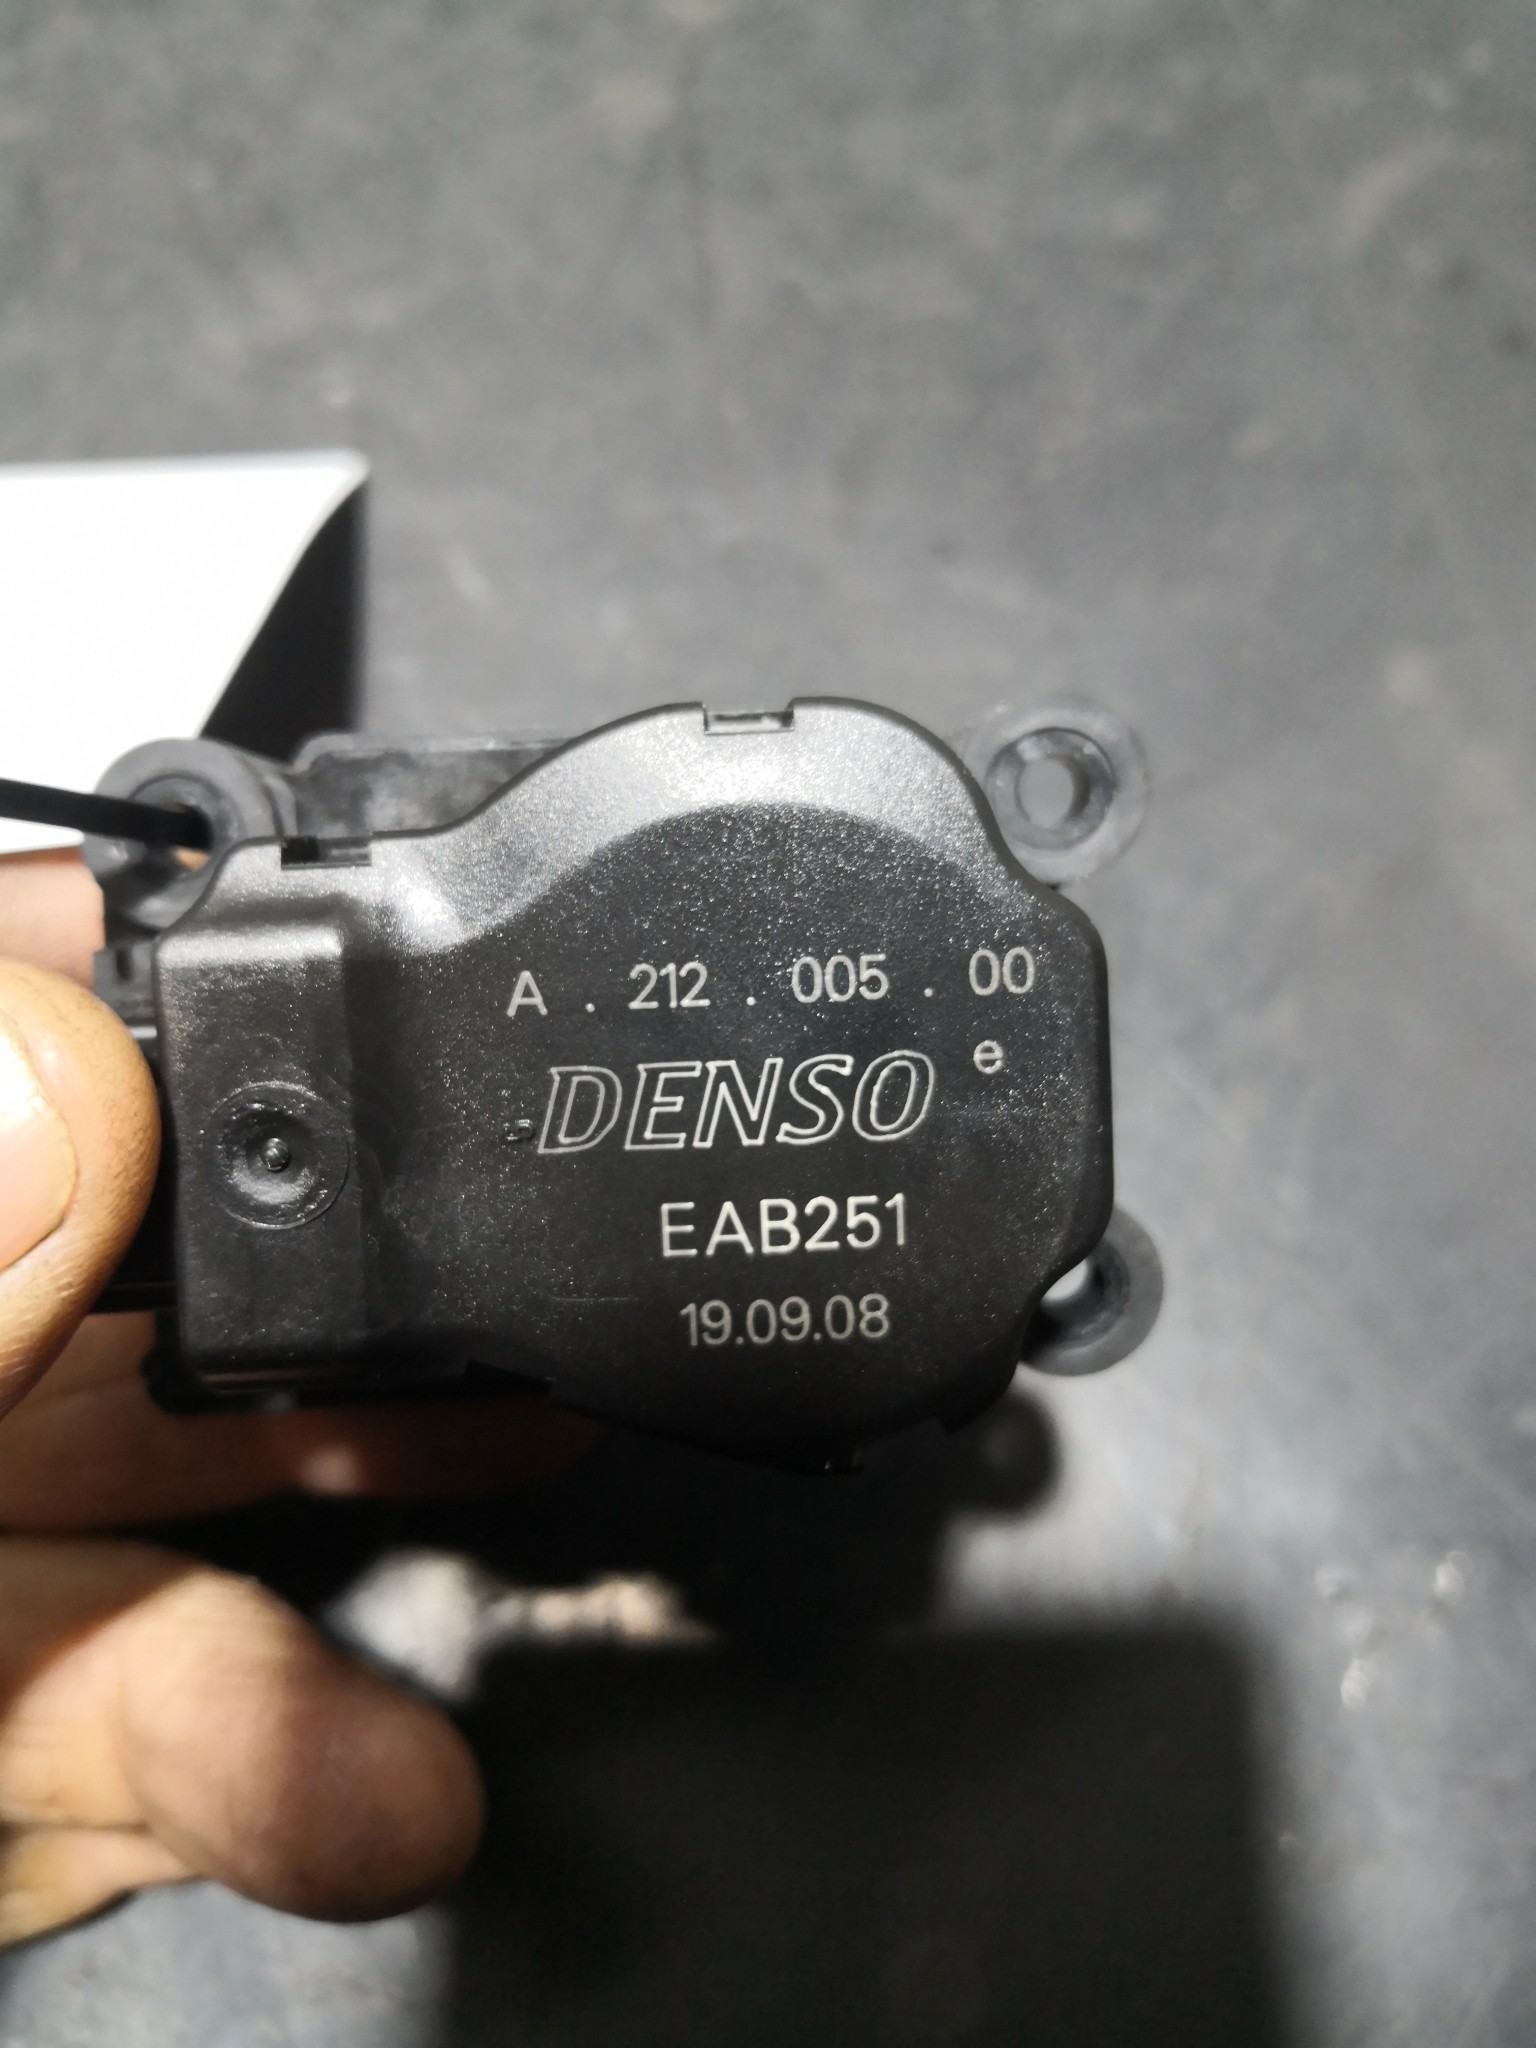 A . 212 . 005 . 00
e
DENSO
EAB251
19.09.08